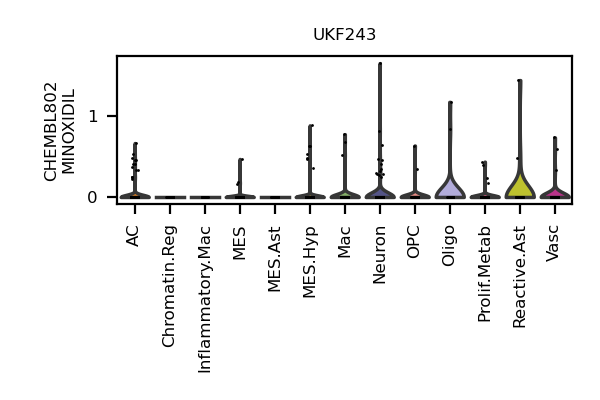 UKF243
CHEMBL802
MINOXIDIL
1
0
AC
Chromatin.Reg
Inflammatory.Mac
MES
MES.Ast
MES.Hyp
Mac
Neuron
OPC
Oligo
Prolif.Metab
Reactive.Ast
Vasc